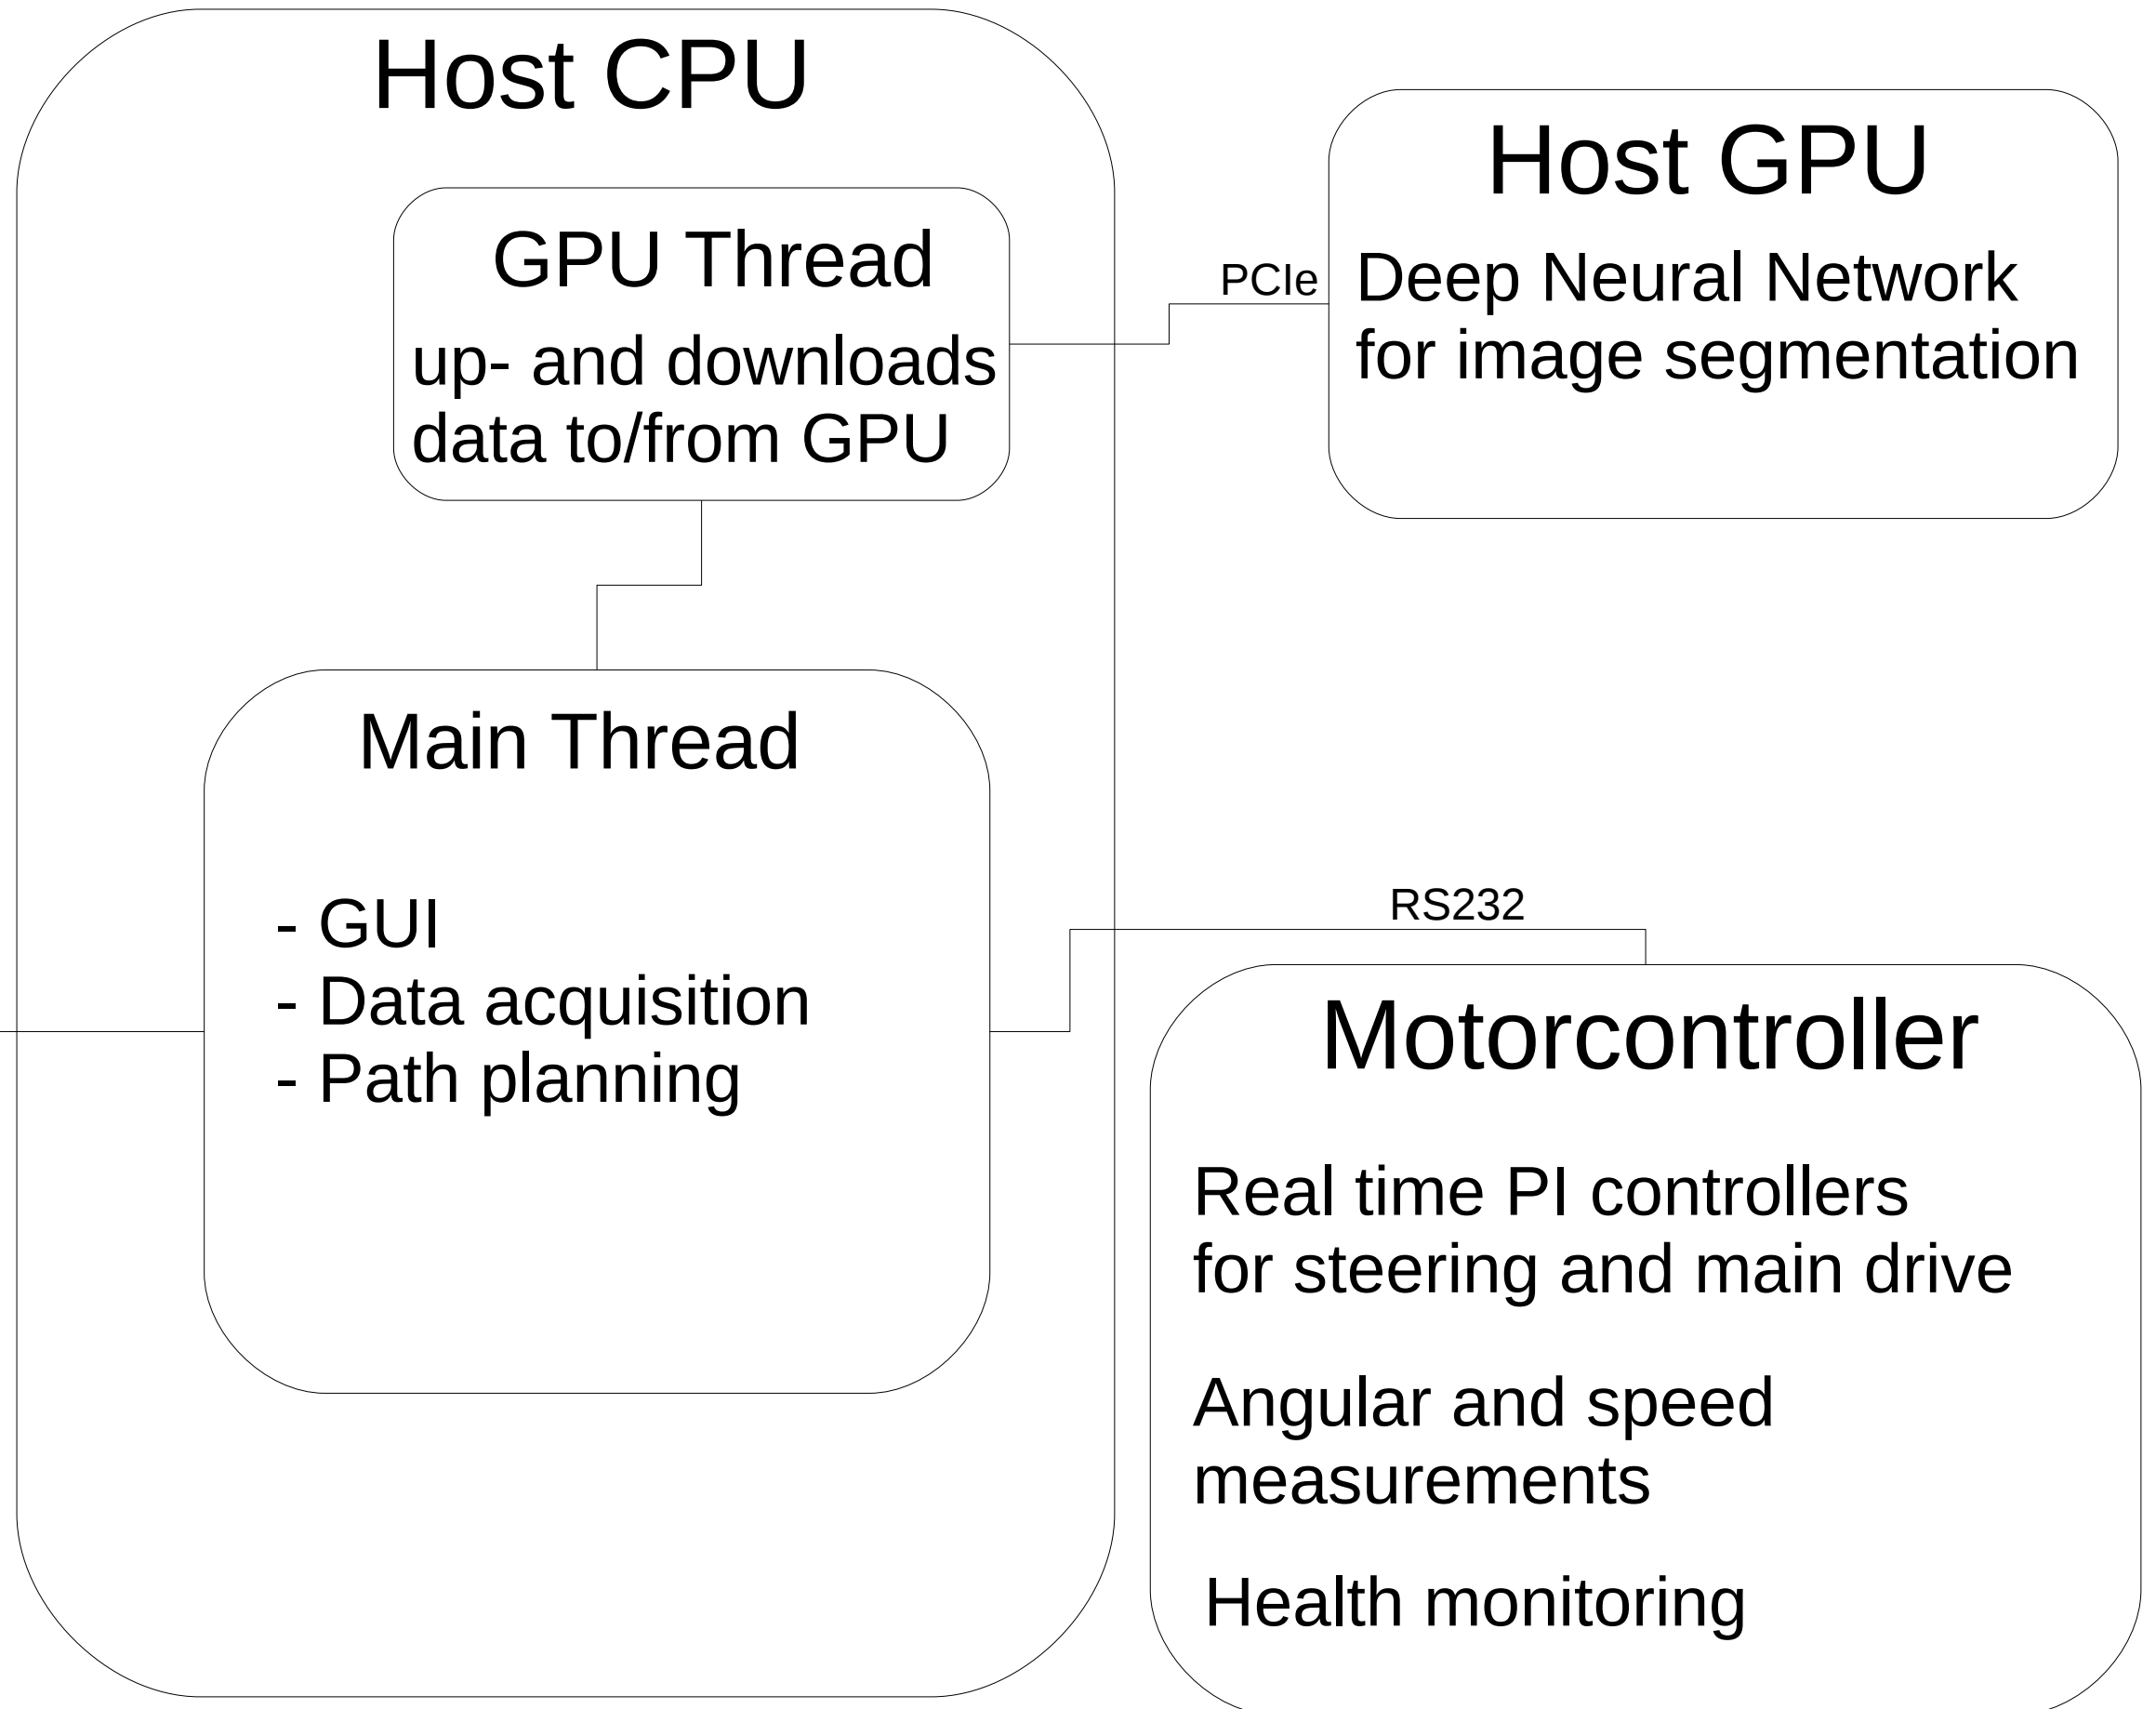 Host CPU
GPU Thread
up- and downloads
data to/from GPU
PCIe
Host GPU
Deep Neural Network
for image segmentation
Main Thread
- GUI
- Data acquisition
- Path planning
RS232
Motorcontroller
Real time PI controllers
for steering and main drive
Angular and speed
measurements
Health monitoring